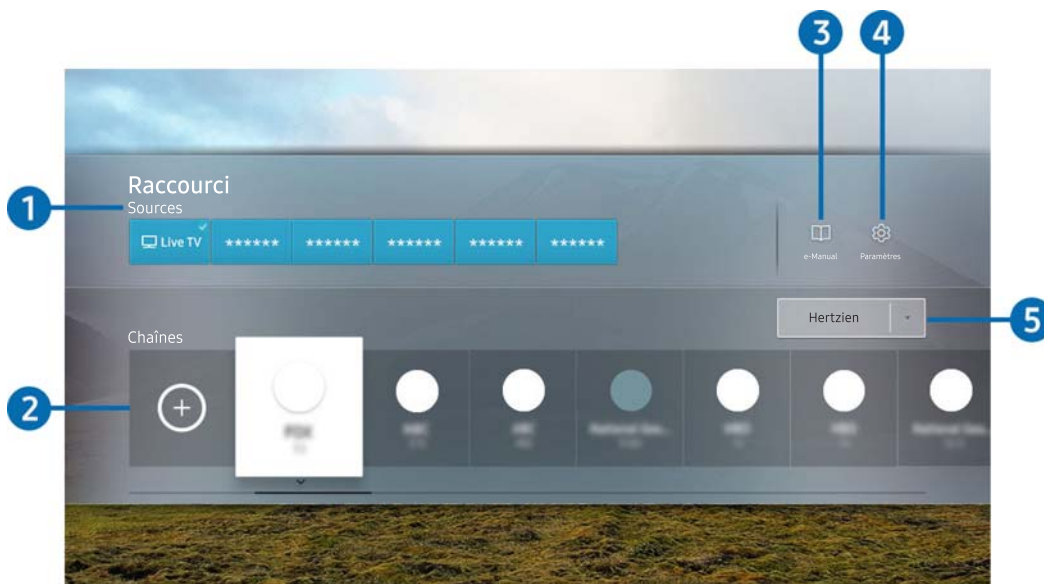 3 4
Raccourci
1 Sources
Live TV ****** ****** ****** ****** ******
e-Manual Paramètres
Hertzien 5
Chaînes
2